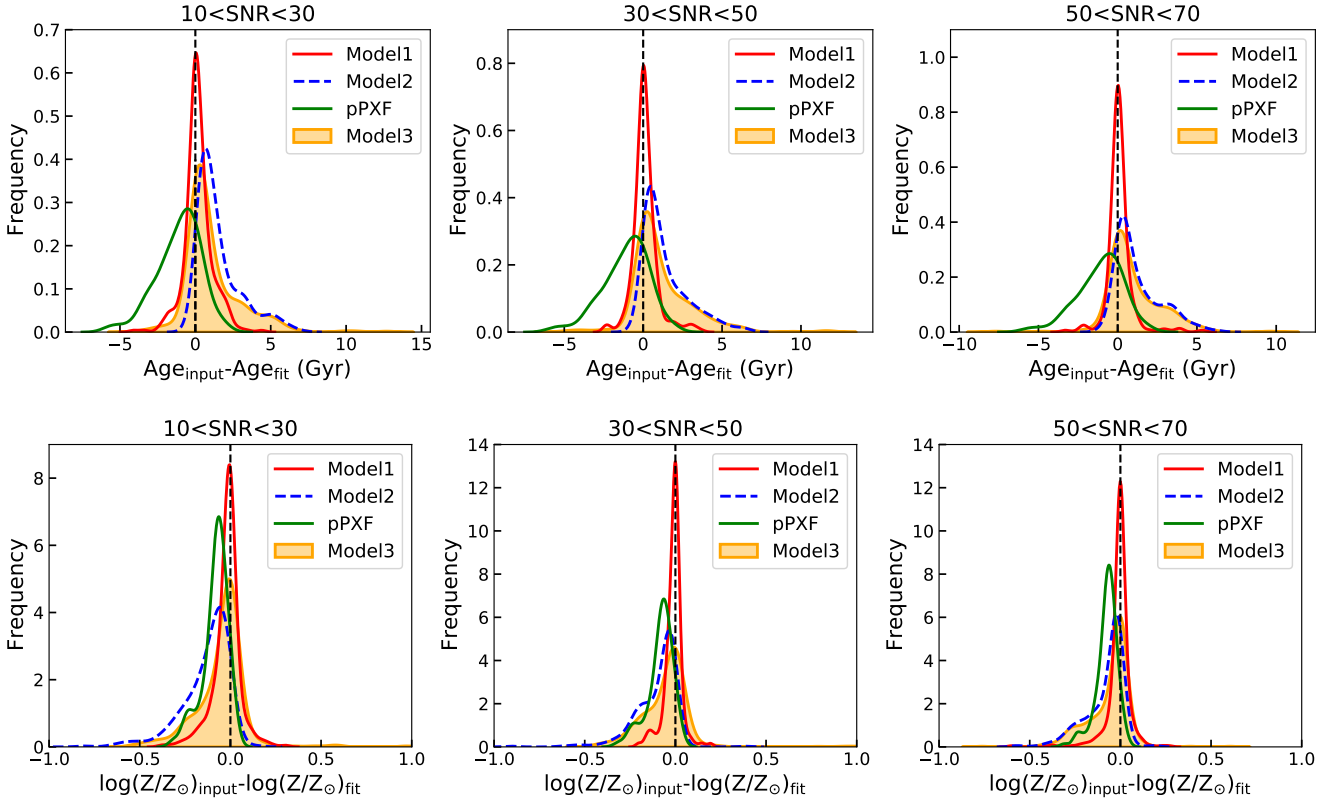 10<SNR<30
30<SNR<50
50<SNR<70
0.7
0.6
0.5
0.4
0.3
0.2
0.1
0.0
Frequency
Model1
Model2
pPXF
Model3
−5
0
5
10
15
Age_input-Age_fit (Gyr)
0.8
0.6
0.4
0.2
0.0
Frequency
Model1
Model2
pPXF
Model3
−5
0
5
10
Age_input-Age_fit (Gyr)
1.0
0.8
0.6
0.4
0.2
0.0
Frequency
Model1
Model2
pPXF
Model3
−10
−5
0
5
10
Age_input-Age_fit (Gyr)
10<SNR<30
30<SNR<50
50<SNR<70
8
6
4
2
0
Frequency
Model1
Model2
pPXF
Model3
−1.0
−0.5
0.0
0.5
1.0
log(Z/Z☉)_input-log(Z/Z☉)_fit
14
12
10
8
6
4
2
0
Frequency
Model1
Model2
pPXF
Model3
−1.0
−0.5
0.0
0.5
1.0
log(Z/Z☉)_input-log(Z/Z☉)_fit
14
12
10
8
6
4
2
0
Frequency
Model1
Model2
pPXF
Model3
−1.0
−0.5
0.0
0.5
1.0
log(Z/Z☉)_input-log(Z/Z☉)_fit